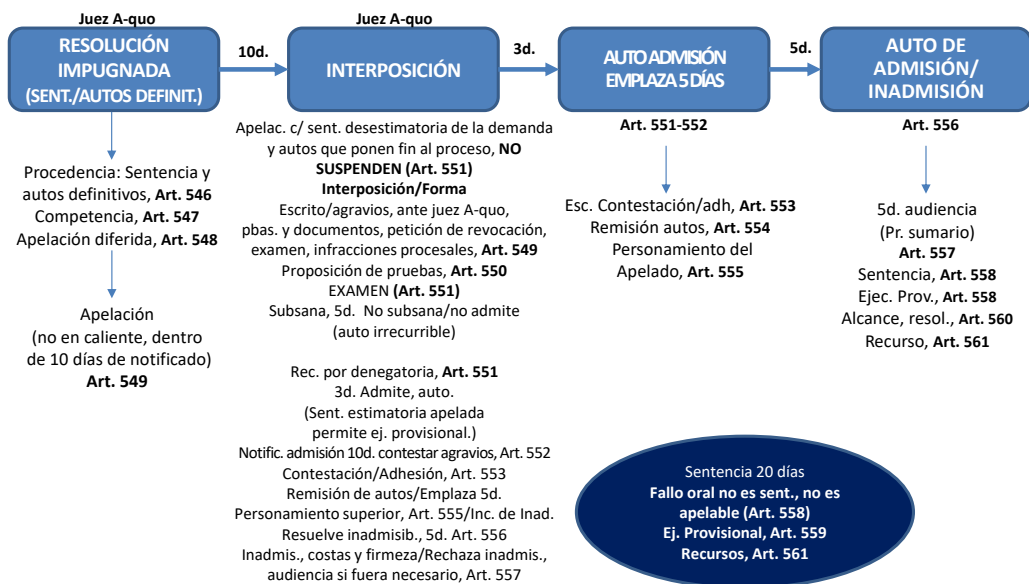 Juez A-quo
RESOLUCIÓN
IMPUGNADA
(SENT./AUTOS DEFINIT.)
10d.
Juez A-quo
INTERPOSICIÓN
3d.
AUTO ADMISIÓN
EMPLAZA 5 DÍAS
5d.
AUTO DE
ADMISIÓN/
INADMISIÓN
Procedencia: Sentencia y
autos definitivos, Art. 546
Competencia, Art. 547
Apelación diferida, Art. 548
Apelación
(no en caliente, dentro
de 10 días de notificado)
Art. 549
Apelac. c/ sent. desestimatoria de la demanda
y autos que ponen fin al proceso, NO
SUSPENDEN (Art. 551)
Interposición/Forma
Escrito/agravios, ante juez A-quo,
pbas. y documentos, petición de revocación,
examen, infracciones procesales, Art. 549
Proposición de pruebas, Art. 550
EXAMEN (Art. 551)
Subsana, 5d. No subsana/no admite
(auto irrecurrible)
Rec. por denegatoria, Art. 551
3d. Admite, auto.
(Sent. estimatoria apelada
permite ej. provisional.)
Notific. admisión 10d. contestar agravios, Art. 552
Contestación/Adhesión, Art. 553
Remisión de autos/Emplaza 5d.
Personamiento superior, Art. 555/Inc. de Inad.
Resuelve inadmisib., 5d. Art. 556
Inadmis., costas y firmeza/Rechaza inadmis.,
audiencia si fuera necesario, Art. 557
Art. 551-552
Esc. Contestación/adh, Art. 553
Remisión autos, Art. 554
Personamiento del
Apelado, Art. 555
Art. 556
5d. audiencia
(Pr. sumario)
Art. 557
Sentencia, Art. 558
Ejec. Prov., Art. 558
Alcance, resol., Art. 560
Recurso, Art. 561
Sentencia 20 días
Fallo oral no es sent., no es
apelable (Art. 558)
Ej. Provisional, Art. 559
Recursos, Art. 561